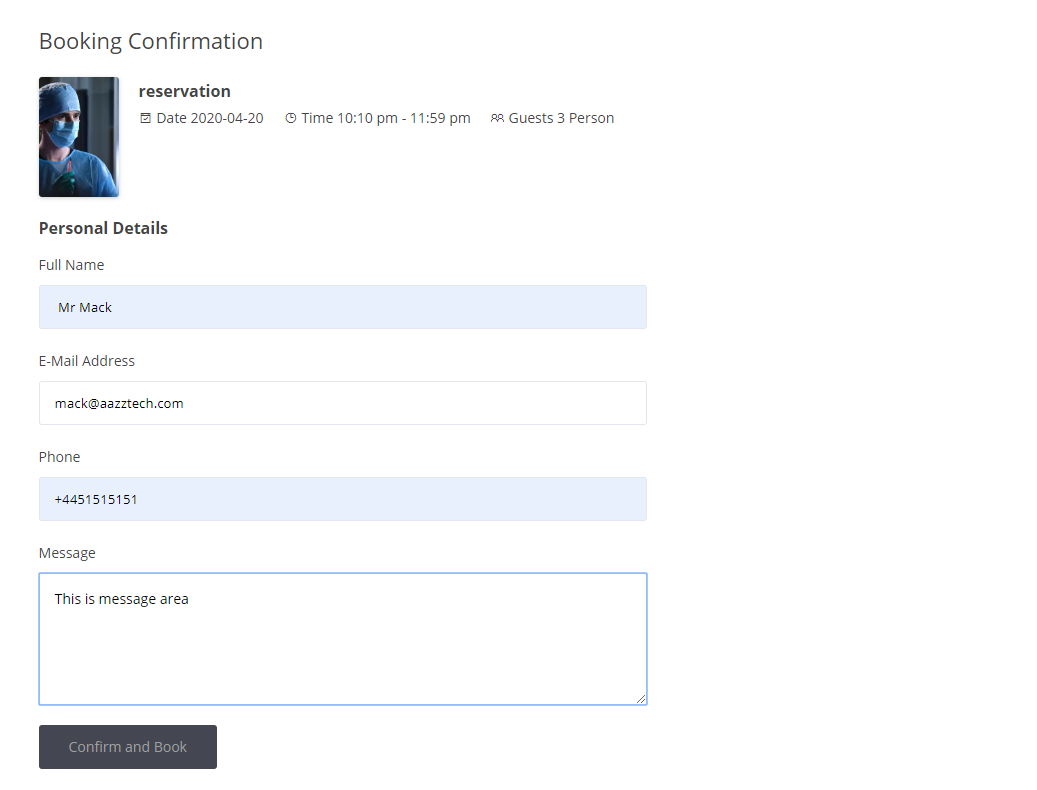 Booking Confirmation
reservation
Date 2020-04-20 Time 10:10 pm - 11:59 pm Guests 3 Person
Personal Details
Full Name
Mr Mack
E-Mail Address
mack@aazztech.com
Phone
+4451515151
Message
This is message area
Confirm and Book